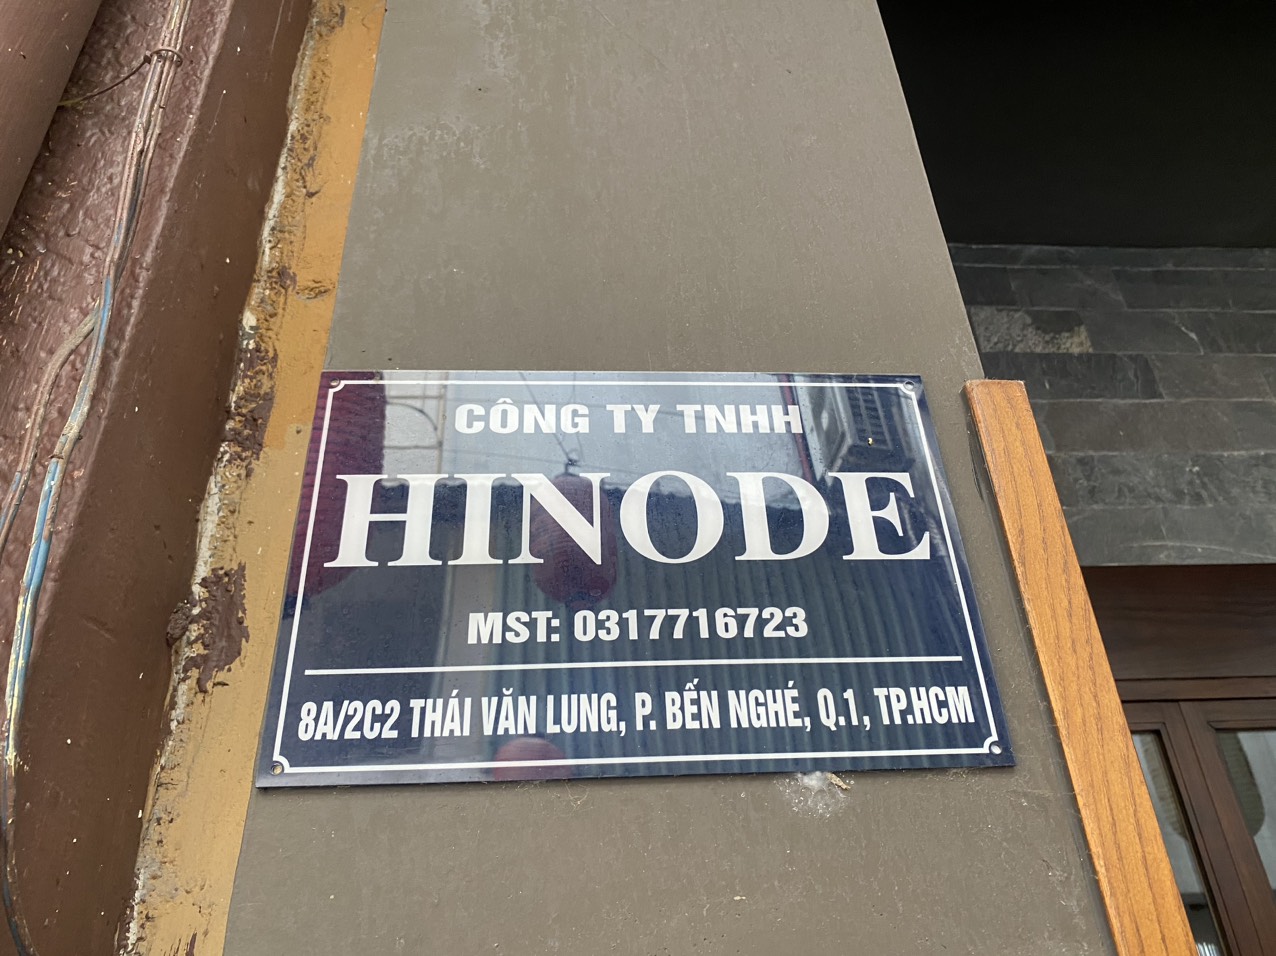 CÔNG TY TNHH
HINODE
MST: 0317716723
8A/2C2 THÁI VĂN LUNG, P. BẾN NGHÉ, Q.1, TP.HCM